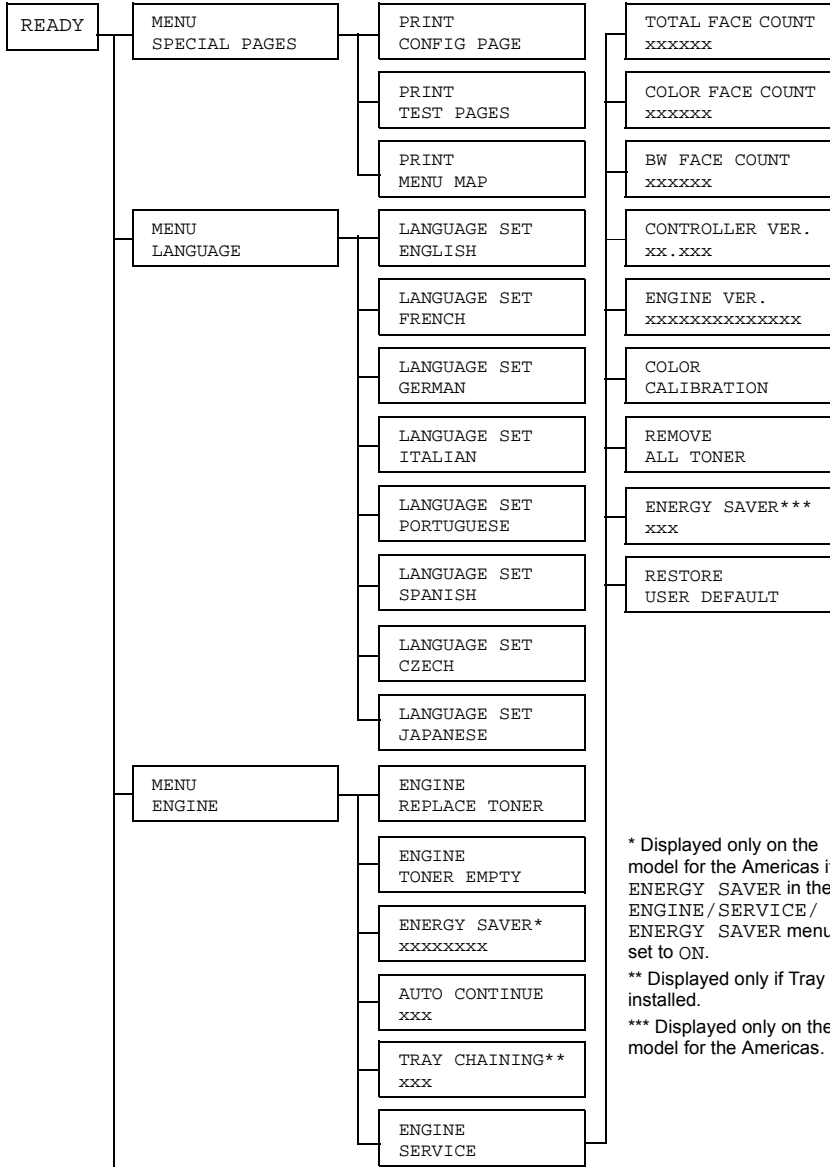 READY
MENU
SPECIAL PAGES
PRINT
CONFIG PAGE
PRINT
TEST PAGES
PRINT
MENU MAP
MENU
LANGUAGE
LANGUAGE SET
ENGLISH
LANGUAGE SET
FRENCH
LANGUAGE SET
GERMAN
LANGUAGE SET
ITALIAN
LANGUAGE SET
PORTUGUESE
LANGUAGE SET
SPANISH
LANGUAGE SET
CZECH
LANGUAGE SET
JAPANESE
MENU
ENGINE
ENGINE
REPLACE TONER
ENGINE
TONER EMPTY
ENERGY SAVER*
xxxxxxxx
AUTO CONTINUE
xxx
TRAY CHAINING**
xxx
ENGINE
SERVICE
TOTAL FACE COUNT
xxxxxx
COLOR FACE COUNT
xxxxxx
BW FACE COUNT
xxxxxx
CONTROLLER VER.
xx.xxx
ENGINE VER.
xxxxxxxxxxxxxx
COLOR
CALIBRATION
REMOVE
ALL TONER
ENERGY SAVER***
xxx
RESTORE
USER DEFAULT
* Displayed only on the
model for the Americas
ENERGY SAVER in the
ENGINE/SERVICE/
ENERGY SAVER menu
set to ON.
** Displayed only if Tray
installed.
*** Displayed only on the
model for the Americas.